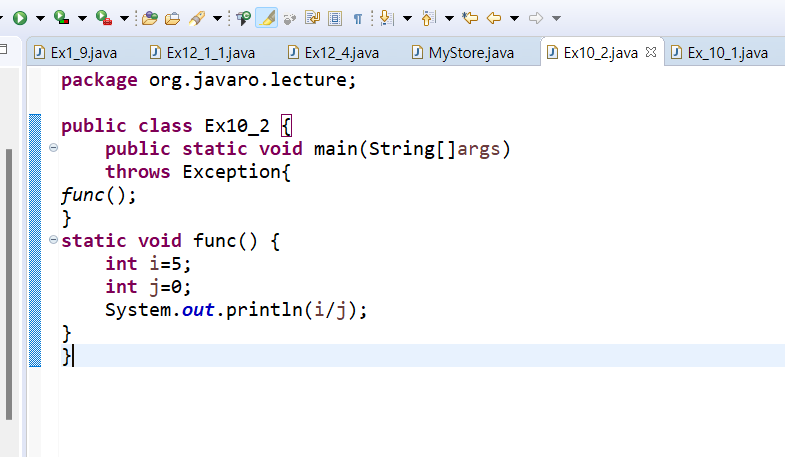 Ex1_9.java Ex12_1_1.java Ex12_4.java MyStore.java Ex10_2.java Ex_10_1.java
package org.javaro.lecture;
public class Ex10_2 {
public static void main(String[]args)
throws Exception{
func();
}
static void func() {
int i=5;
int j=0;
System.out.println(i/j);
}
}